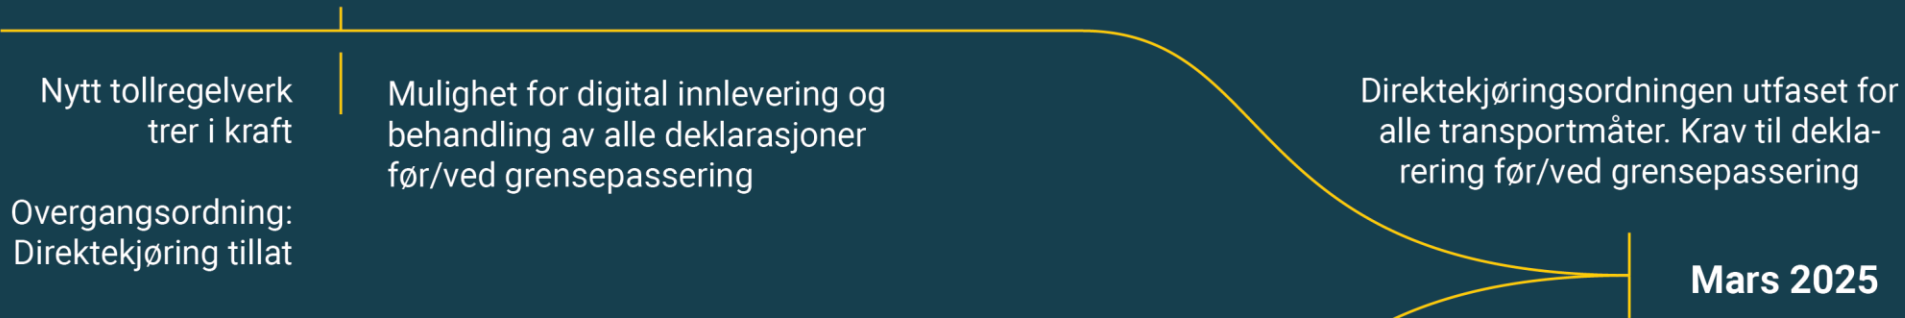 Nytt tollregelverk
trer i kraft
Overgangsordning:
Direktekjøring tillat
Mulighet for digital innlevering og
behandling av alle deklarasjoner
før/ved grensepassering
Direktekjøringsordningen utfaset for
alle transportmåter. Krav til dekla-
rering før/ved grensepassering
Mars 2025